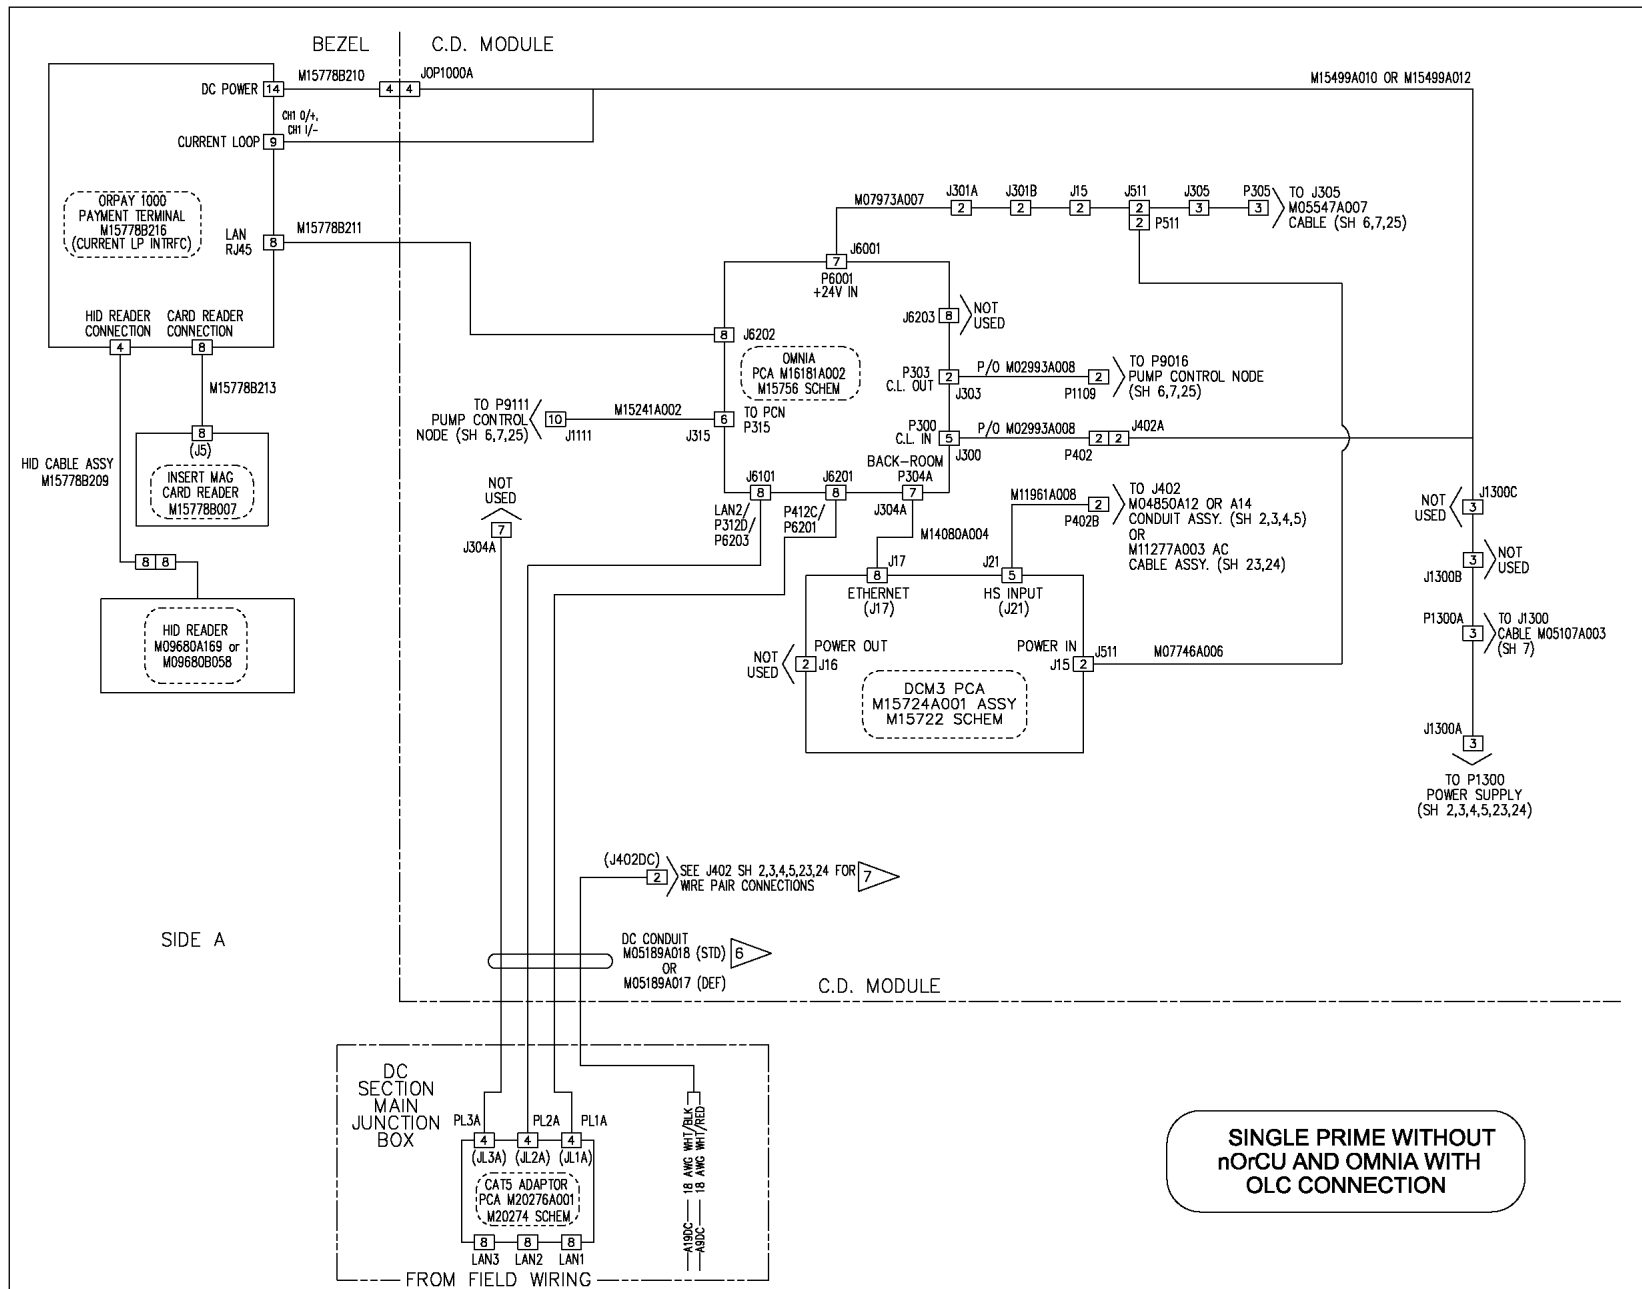 BEZEL
C.D. MODULE
M15778B210
JOP1000A
M15499A010 OR M15499A012
DC POWER
14
4
4
CH1 0/+,
CH1 I/-
CURRENT LOOP
9
ORPAY 1000
PAYMENT TERMINAL
M15778B216
(CURRENT LP INTRFC)
LAN
RJ45
8
M15778B211
HID READER
CONNECTION
CARD READER
CONNECTION
4
8
M15778B213
8
(J5)
INSERT MAG
CARD READER
M15778B007
HID CABLE ASSY
M15778B209
8
8
HID READER
M09680A169 or
M09680B058
M07973A007
J301A
2
J301B
2
J15
2
J511
2
2
P511
J305
3
P305
3
TO J305
M05547A007
CABLE (SH 6,7,25)
J6001
7
P6001
+24V IN
J6203
8
NOT
USED
8
J6202
OMNIA
PCA M16181A002
M15756 SCHEM
P303
C.L. OUT
2
J303
P/O M02993A008
2
P1109
TO P9016
PUMP CONTROL NODE
(SH 6,7,25)
TO P9111
PUMP CONTROL
NODE (SH 6,7,25)
10
J1111
M15241A002
J315
6
TO PCN
P315
P300
C.L. IN
5
J300
P/O M02993A008
2
2
J402A
P402
BACK-ROOM
P304A
7
J304A
J6101
8
LAN2/
P312D/
P6203
J6201
8
P412C/
P6201
NOT
USED
7
J304A
M14080A004
M11961A008
2
P402B
TO J402
M04850A12 OR A14
CONDUIT ASSY. (SH 2,3,4,5)
OR
M11277A003 AC
CABLE ASSY. (SH 23,24)
J17
8
ETHERNET
(J17)
J21
5
HS INPUT
(J21)
NOT
USED
2
J16
POWER OUT
POWER IN
J15
2
J511
M07746A006
DCM3 PCA
M15724A001 ASSY
M15722 SCHEM
NOT
USED
J1300C
3
3
J1300B
NOT
USED
P1300A
3
TO J1300
CABLE M05107A003
(SH 7)
J1300A
3
TO P1300
POWER SUPPLY
(SH 2,3,4,5,23,24)
(J402DC)
2
SEE J402 SH 2,3,4,5,23,24 FOR
WIRE PAIR CONNECTIONS
7
SIDE A
DC CONDUIT
M05189A018 (STD)
OR
M05189A017 (DEF)
6
C.D. MODULE
DC
SECTION
MAIN
JUNCTION
BOX
PL3A
PL2A
PL1A
4
4
4
(JL3A)
(JL2A)
(JL1A)
CAT5 ADAPTOR
PCA M20276A001
M20274 SCHEM
8
8
8
LAN3
LAN2
LAN1
A19DC
18 AWG WHT/BLK
A9DC
18 AWG WHT/RED
FROM FIELD WIRING
SINGLE PRIME WITHOUT
nOrCU AND OMNIA WITH
OLC CONNECTION